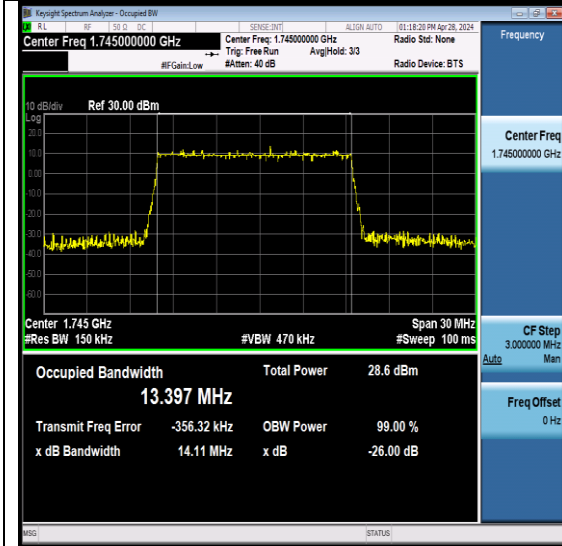 Keysight Spectrum Analyzer - Occupied BW
RL RF 50 Ω DC SENSE:INT ALIGN AUTO 01:18:20 PM Apr 28, 2024
Center Freq 1.745000000 GHz
Center Freq: 1.745000000 GHz Radio Std: None
Trig: Free Run Avg|Hold: 3/3
#IFGain:Low #Atten: 40 dB Radio Device: BTS
Frequency
10 dB/div Ref 30.00 dBm
Log
20.0
10.0
0.00
-10.0
-20.0
-30.0
-40.0
-50.0
-60.0
Center Freq
1.745000000 GHz
Center 1.745 GHz Span 30 MHz
#Res BW 150 kHz #VBW 470 kHz #Sweep 100 ms
CF Step
3.000000 MHz
Auto Man
Occupied Bandwidth Total Power 28.6 dBm
13.397 MHz
Transmit Freq Error -356.32 kHz OBW Power 99.00 %
x dB Bandwidth 14.11 MHz x dB -26.00 dB
Freq Offset
0 Hz
MSG STATUS